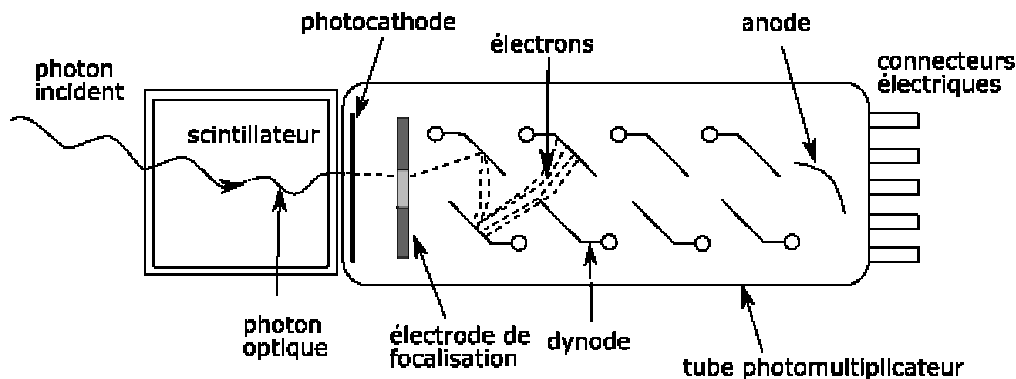 photocathode
électrons
anode
photon
incident
connecteurs
électriques
scintillateur
photon
optique
électrode de
focalisation
dynode
tube photomultiplicateur